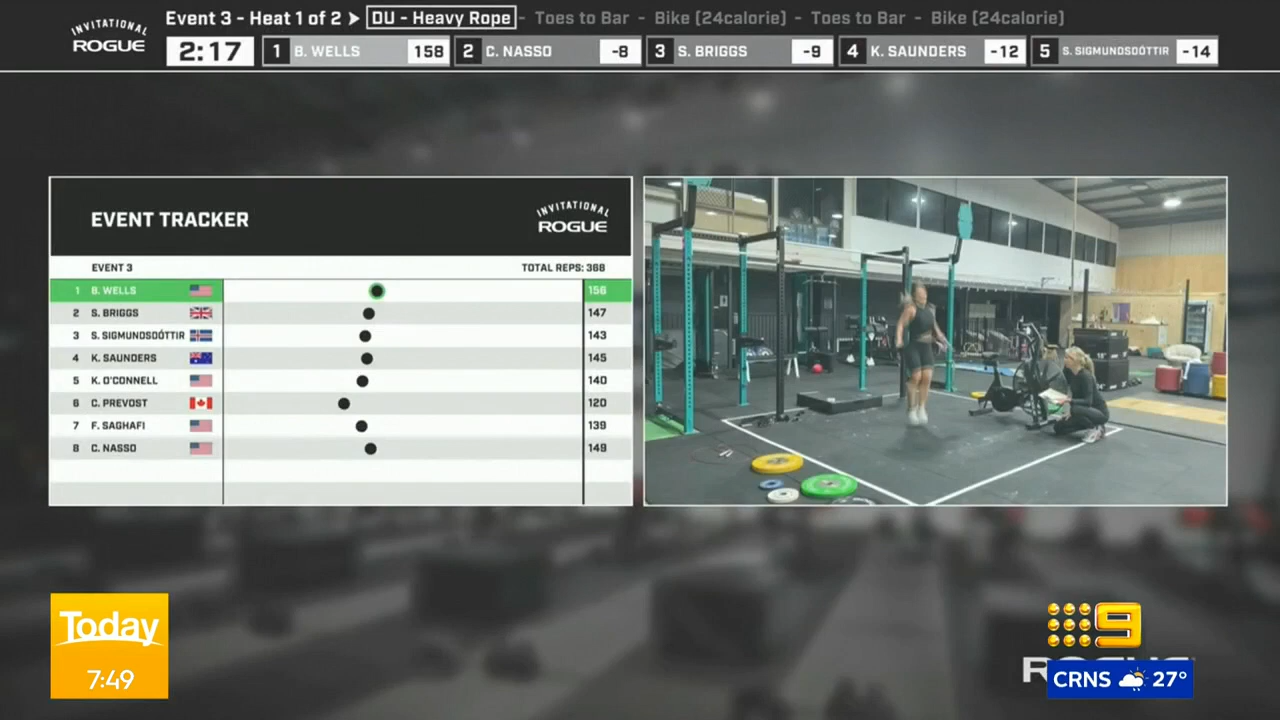 INVITATIONAL
ROGUE
Event 3 - Heat 1 of 2 ▶ DU - Heavy Rope - Toes to Bar - Bike [24calorie] - Toes to Bar - Bike [24calorie]
2:17 1 B. WELLS 158 2 C. NASSO -8 3 S. BRIGGS -9 4 K. SAUNDERS -12 5 S. SIGMUNDSDÓTTIR -14
EVENT TRACKER
INVITATIONAL
ROGUE
EVENT 3 TOTAL REPS: 368
1 B. WELLS 156
2 S. BRIGGS 147
3 S. SIGMUNDSDÓTTIR 143
4 K. SAUNDERS 145
5 K. O'CONNELL 140
6 C. PREVOST 120
7 F. SAGHAFI 139
8 C. NASSO 149
Today
7:49
9
CRNS 27°